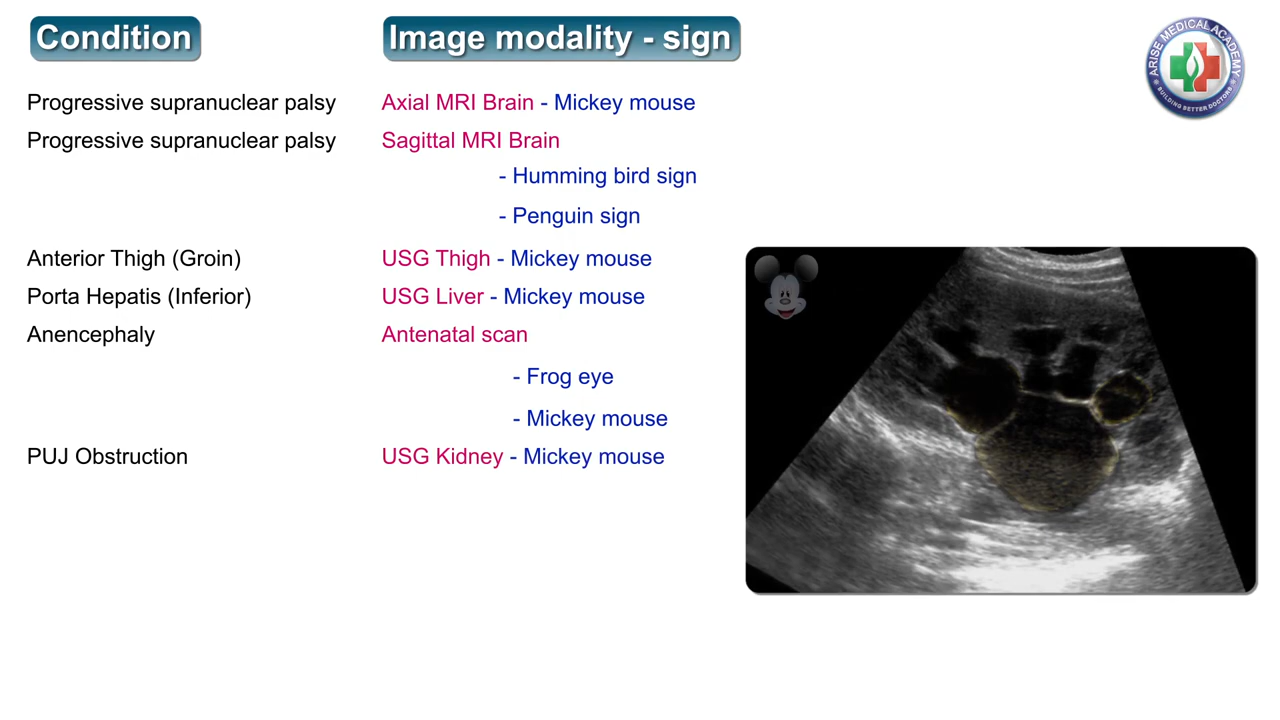 Condition Image modality - sign
ARISE MEDICAL ACADEMY
BUILDING BETTER DOCTORS
Progressive supranuclear palsy Axial MRI Brain - Mickey mouse
Progressive supranuclear palsy Sagittal MRI Brain
- Humming bird sign
- Penguin sign
Anterior Thigh (Groin) USG Thigh - Mickey mouse
Porta Hepatis (Inferior) USG Liver - Mickey mouse
Anencephaly Antenatal scan
- Frog eye
- Mickey mouse
PUJ Obstruction USG Kidney - Mickey mouse